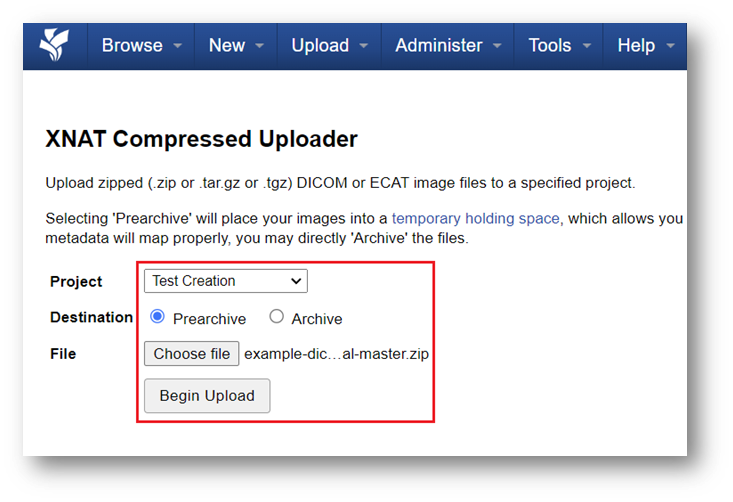 Browse New Upload Administer Tools Help
XNAT Compressed Uploader
Upload zipped (.zip or .tar.gz or .tgz) DICOM or ECAT image files to a specified project.
Selecting 'Prearchive' will place your images into a temporary holding space, which allows you
metadata will map properly, you may directly 'Archive' the files.
Project Test Creation
Destination Prearchive Archive
File Choose file example-dic…al-master.zip
Begin Upload